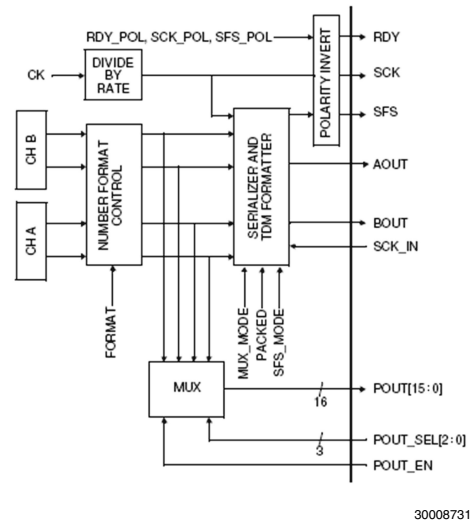 RDY_POL, SCK_POL, SFS_POL
CK
DIVIDE
BY
RATE
POLARITY INVERT
RDY
SCK
SFS
CH B
CH A
NUMBER FORMAT
CONTROL
SERIALIZER AND
TDM FORMATTER
AOUT
BOUT
SCK_IN
FORMAT
MUX_MODE
PACKED
SFS_MODE
MUX
16
POUT[15:0]
3
POUT_SEL[2:0]
POUT_EN
30008731